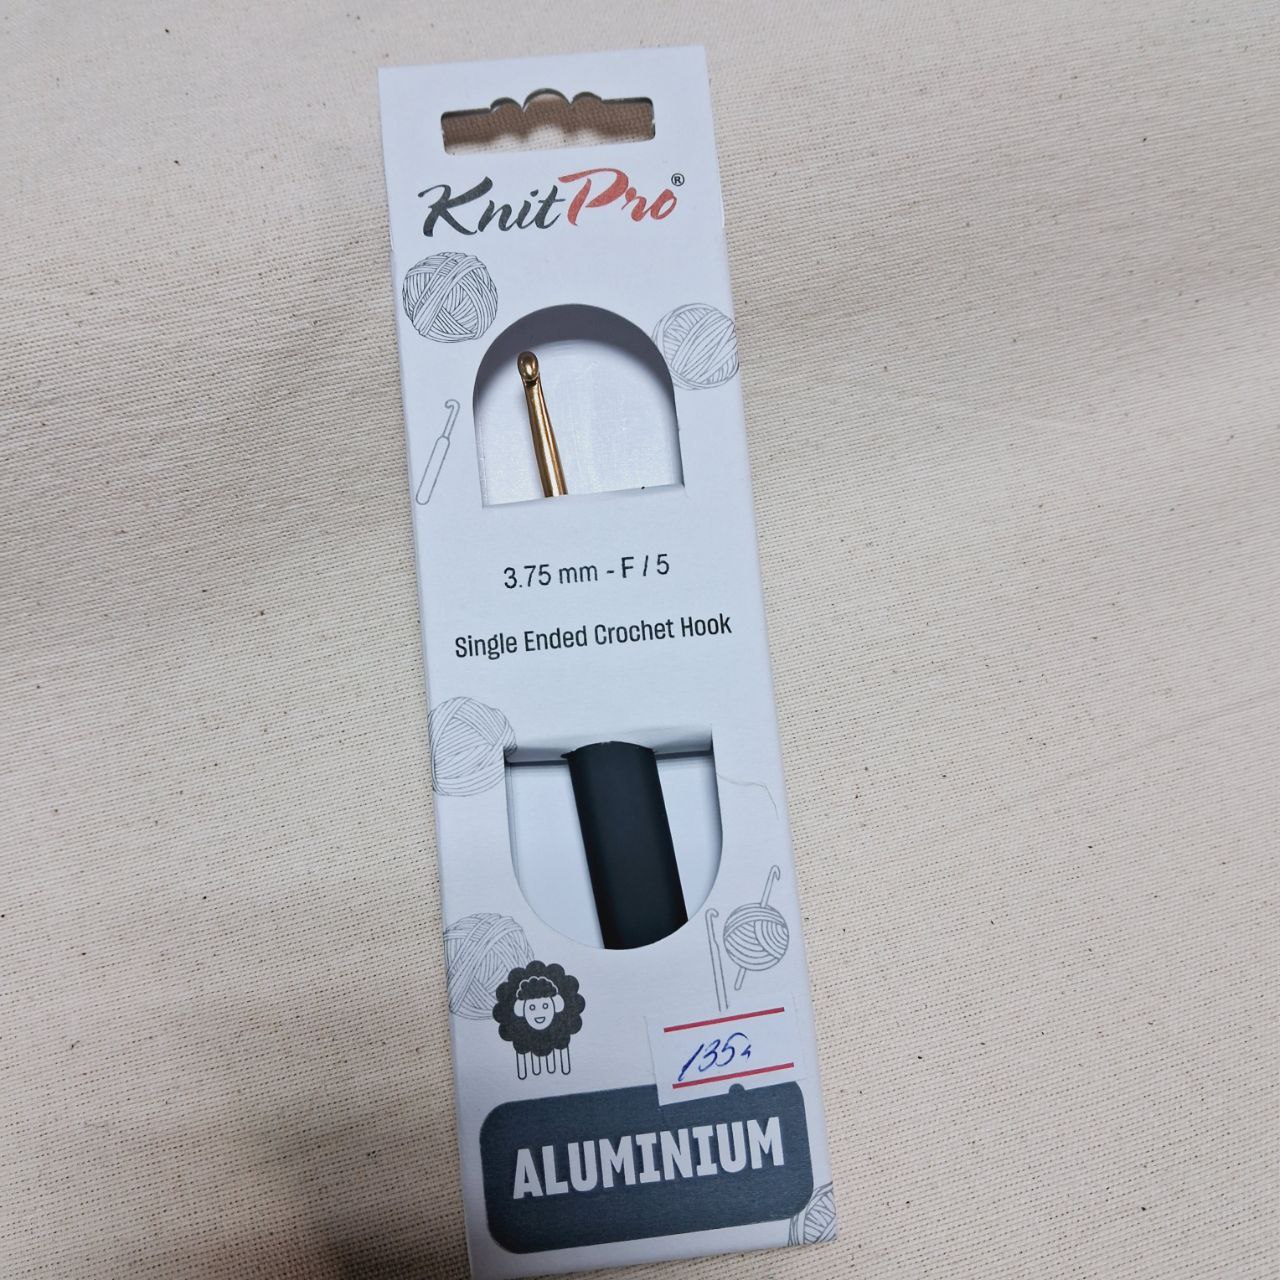 KnitPro®
3.75 mm - F / 5
Single Ended Crochet Hook
135
ALUMINIUM